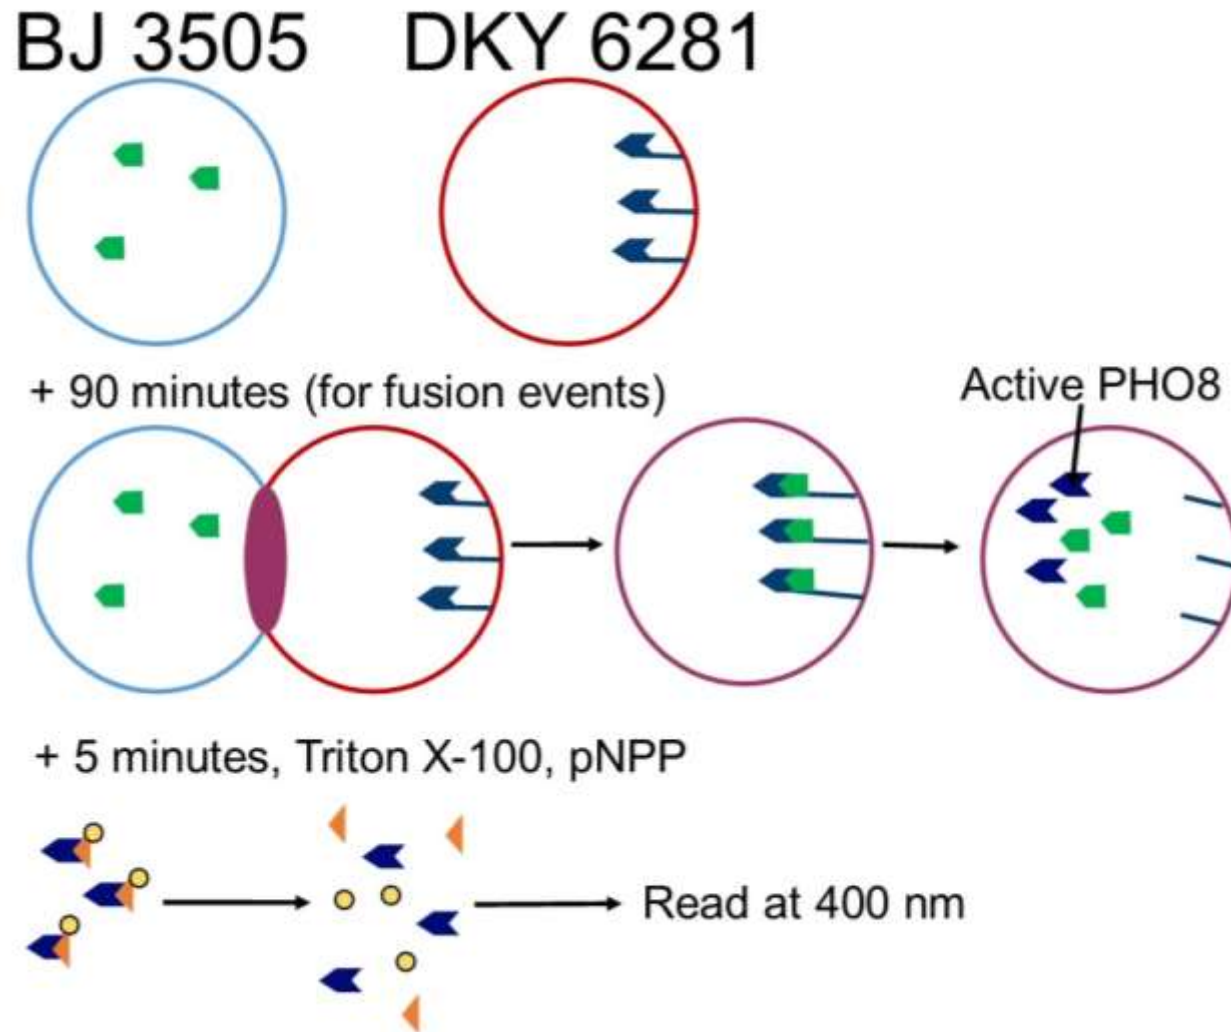 BJ 3505 DKY 6281
+ 90 minutes (for fusion events)
Active PHO8
+ 5 minutes, Triton X-100, pNPP
Read at 400 nm